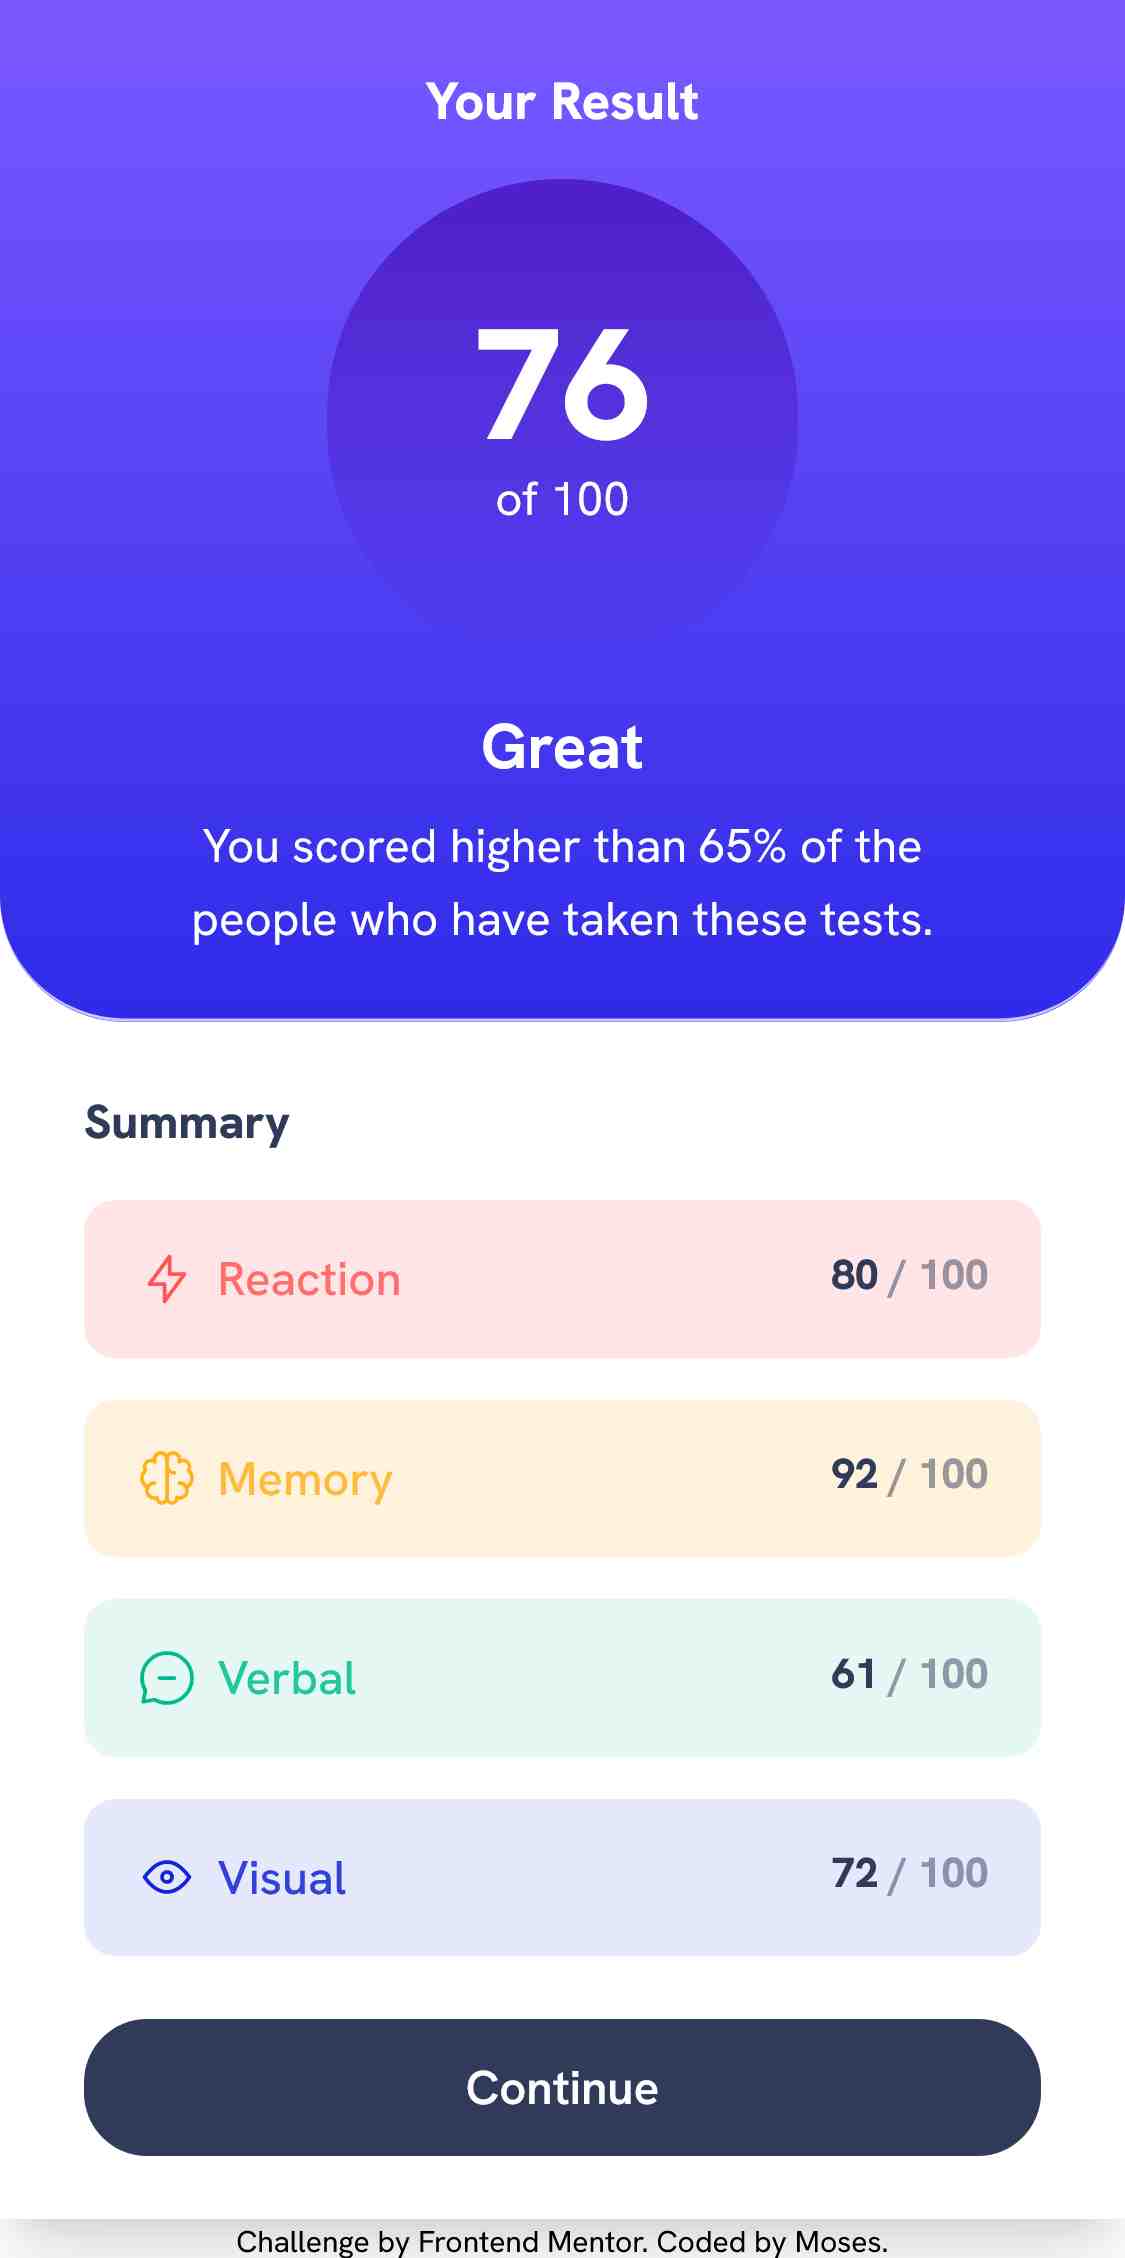 Your Result
76
of 100
Great
You scored higher than 65% of the
people who have taken these tests.
Summary
Reaction 80 / 100
Memory 92 / 100
Verbal 61 / 100
Visual 72 / 100
Continue
Challenge by Frontend Mentor. Coded by Moses.